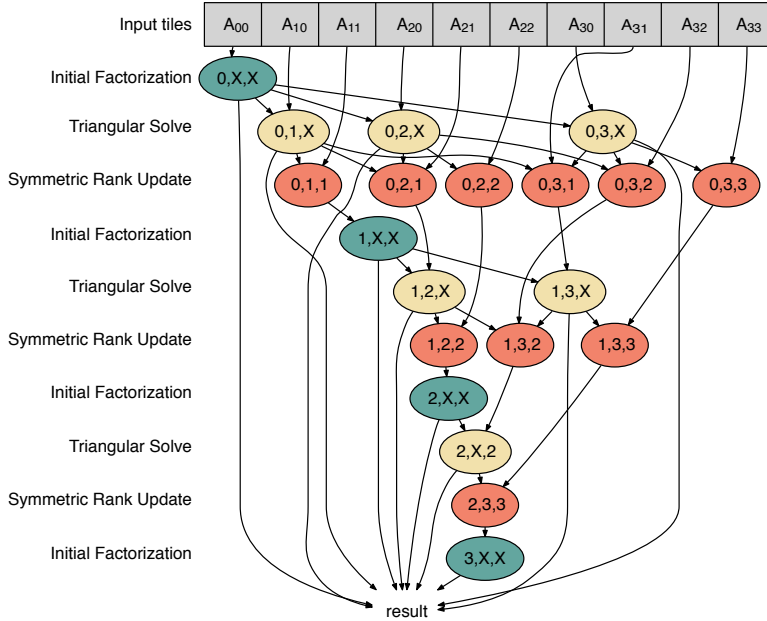 Input tiles A00 A10 A11 A20 A21 A22 A30 A31 A32 A33
Initial Factorization 0,X,X
Triangular Solve 0,1,X 0,2,X 0,3,X
Symmetric Rank Update 0,1,1 0,2,1 0,2,2 0,3,1 0,3,2 0,3,3
Initial Factorization 1,X,X
Triangular Solve 1,2,X 1,3,X
Symmetric Rank Update 1,2,2 1,3,2 1,3,3
Initial Factorization 2,X,X
Triangular Solve 2,X,2
Symmetric Rank Update 2,3,3
Initial Factorization 3,X,X
result